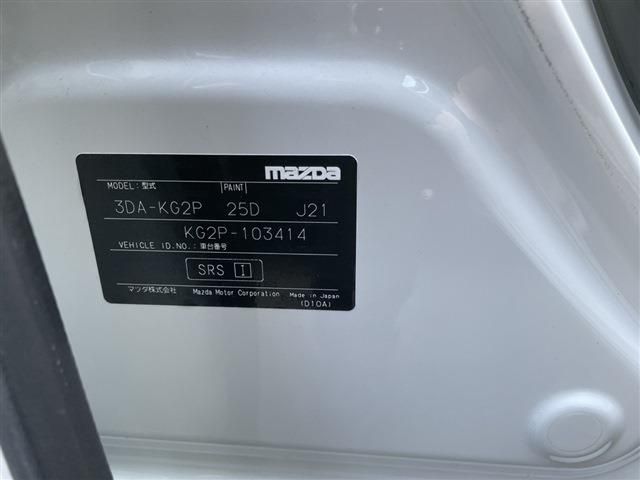 mazda
MODEL: 型式 PAINT
3DA-KG2P 25D J21
KG2P-103414
VEHICLE ID.NO.: 車台番号
SRS I
マツダ株式会社 Mazda Motor Corporation Made in Japan
(D10A)